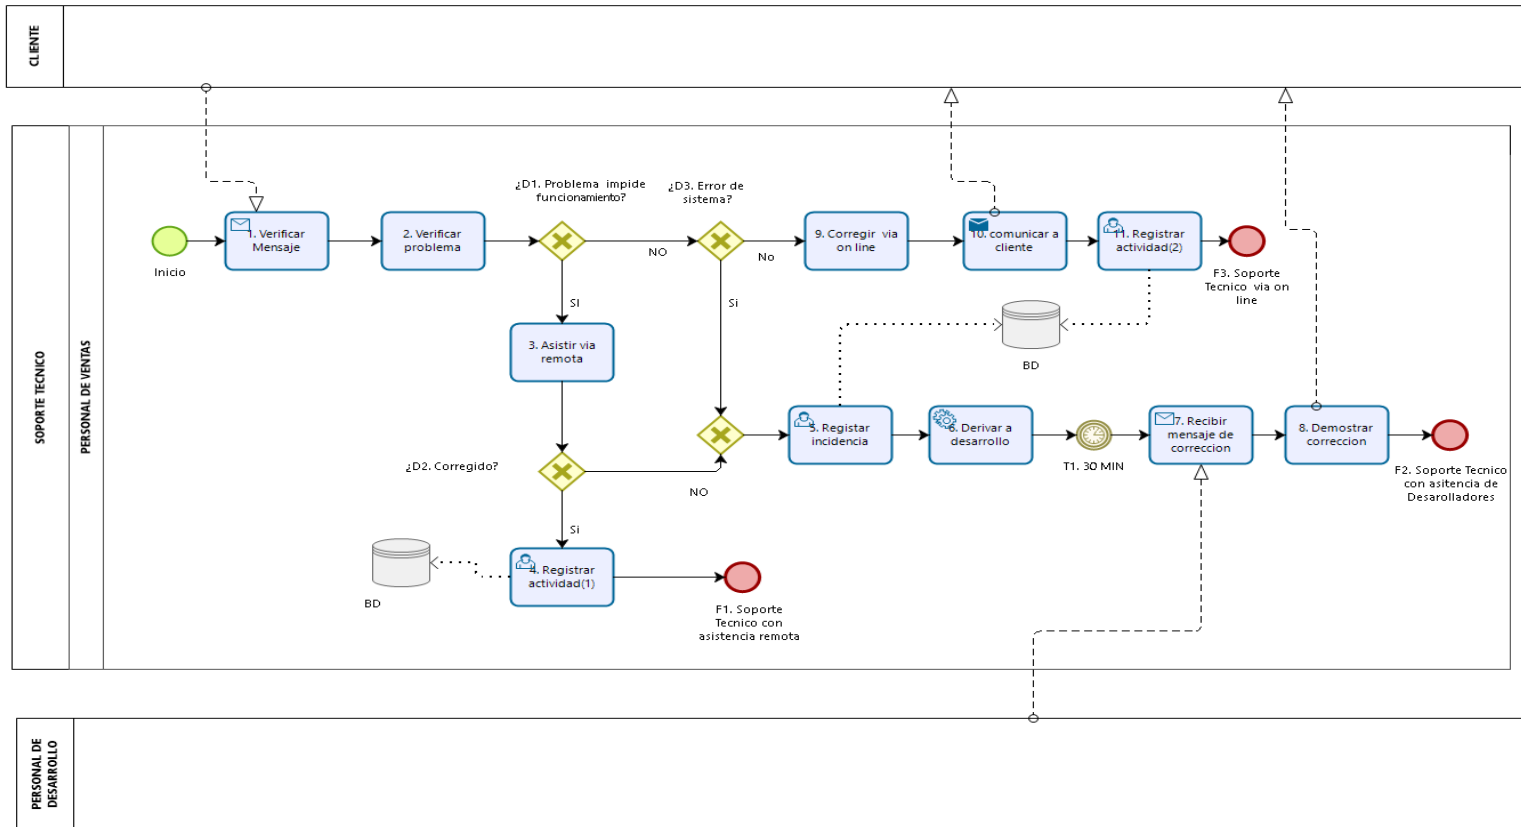 CLIENTE
SOPORTE TECNICO
PERSONAL DE VENTAS
¿D1. Problema  impide
funcionamiento?
¿D3. Error de
sistema?
Inicio
1. Verificar
Mensaje
2. Verificar
problema
NO
No
9. Corregir  via
on line
10. comunicar a
cliente
11. Registrar
actividad(2)
F3. Soporte
Tecnico  via on
line
SI
Si
3. Asistir via
remota
BD
¿D2. Corregido?
NO
5. Registar
incidencia
6. Derivar a
desarrollo
T1. 30 MIN
7. Recibir
mensaje de
correccion
8. Demostrar
correccion
F2. Soporte Tecnico
con asitencia de
Desarolladores
Si
BD
4. Registrar
actividad(1)
F1. Soporte
Tecnico con
asistencia remota
PERSONAL DE
DESARROLLO